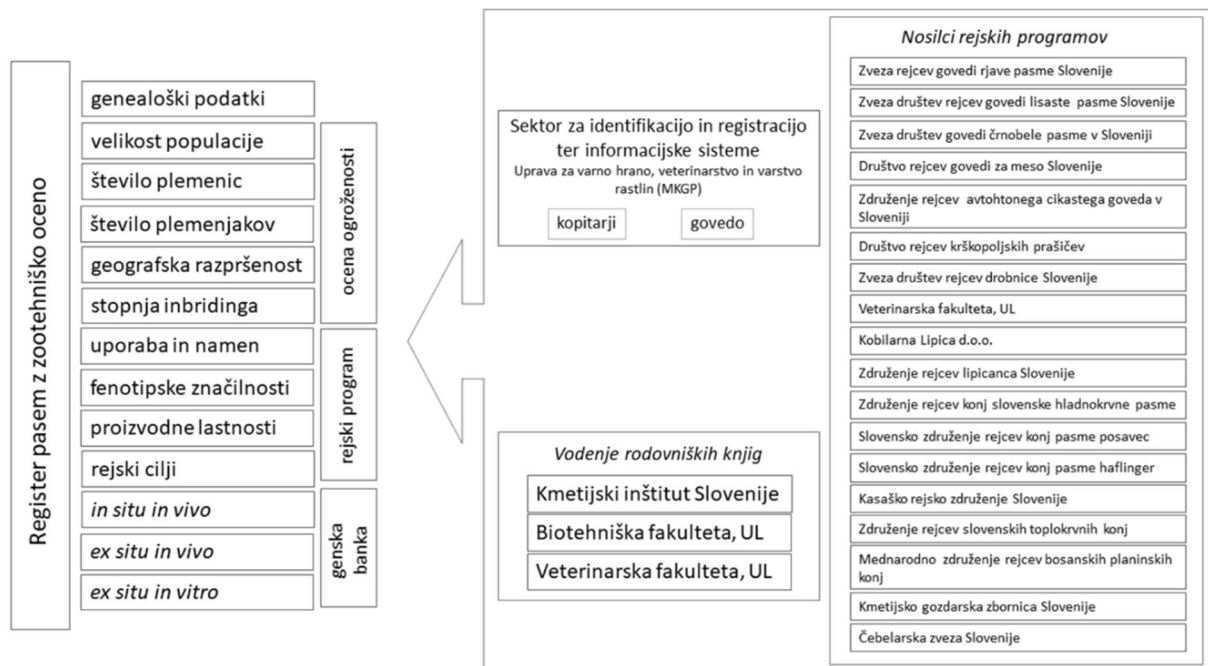 Register pasem z zootehniško oceno
genealoški podatki
velikost populacije
število plemenic
število plemenjakov
geografska razpršenost
stopnja inbridinga
uporaba in namen
fenotipske značilnosti
proizvodne lastnosti
rejski cilji
in situ in vivo
ex situ in vivo
ex situ in vitro
ocena ogroženosti
rejski program
genska
banka
Sektor za identifikacijo in registracijo
ter informacijske sisteme
Uprava za varno hrano, veterinarstvo in varstvo
rastlin (MKGP)
kopitarji
govedo
Vodenje rodovniških knjig
Kmetijski inštitut Slovenije
Biotehniška fakulteta, UL
Veterinarska fakulteta, UL
Nosilci rejskih programov
Zveza rejcev govedi rjave pasme Slovenije
Zveza društev rejcev govedi lisaste pasme Slovenije
Zveza društev govedi črnobele pasme v Sloveniji
Društvo rejcev govedi za meso Slovenije
Združenje rejcev avtohtonega cikastega goveda v
Sloveniji
Društvo rejcev krškopoljskih prašičev
Zveza društev rejcev drobnice Slovenije
Veterinarska fakulteta, UL
Kobilarna Lipica d.o.o.
Združenje rejcev lipicanca Slovenije
Združenje rejcev konj slovenske hladnokrvne pasme
Slovensko združenje rejcev konj pasme posavec
Slovensko združenje rejcev konj pasme haflinger
Kasaško rejsko združenje Slovenije
Združenje rejcev slovenskih toplokrvnih konj
Mednarodno združenje rejcev bosanskih planinskih
konj
Kmetijsko gozdarska zbornica Slovenije
Čebelarska zveza Slovenije